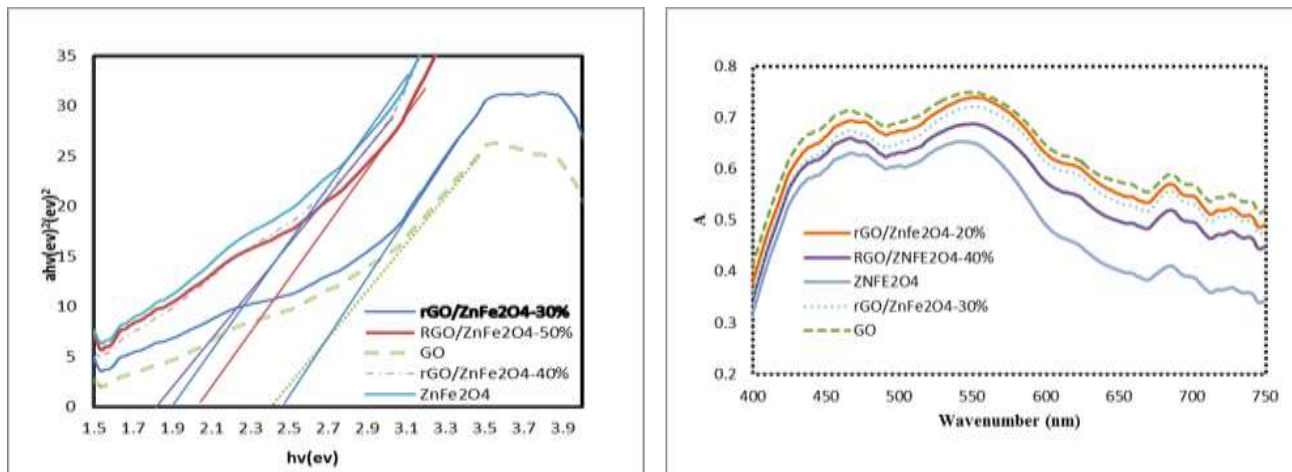 ahv(ev)^2(ev)^2
35
30
25
20
15
10
5
0
1.5 1.7 1.9 2.1 2.3 2.5 2.7 2.9 3.1 3.3 3.5 3.7 3.9
hv(ev)
rGO/ZnFe2O4-30%
RGO/ZnFe2O4-50%
GO
rGO/ZnFe2O4-40%
ZnFe2O4
A
0.8
0.7
0.6
0.5
0.4
0.3
0.2
400 450 500 550 600 650 700 750
Wavenumber (nm)
rGO/Znfe2O4-20%
RGO/ZNFE2O4-40%
ZNFE2O4
rGO/ZnFe2O4-30%
GO